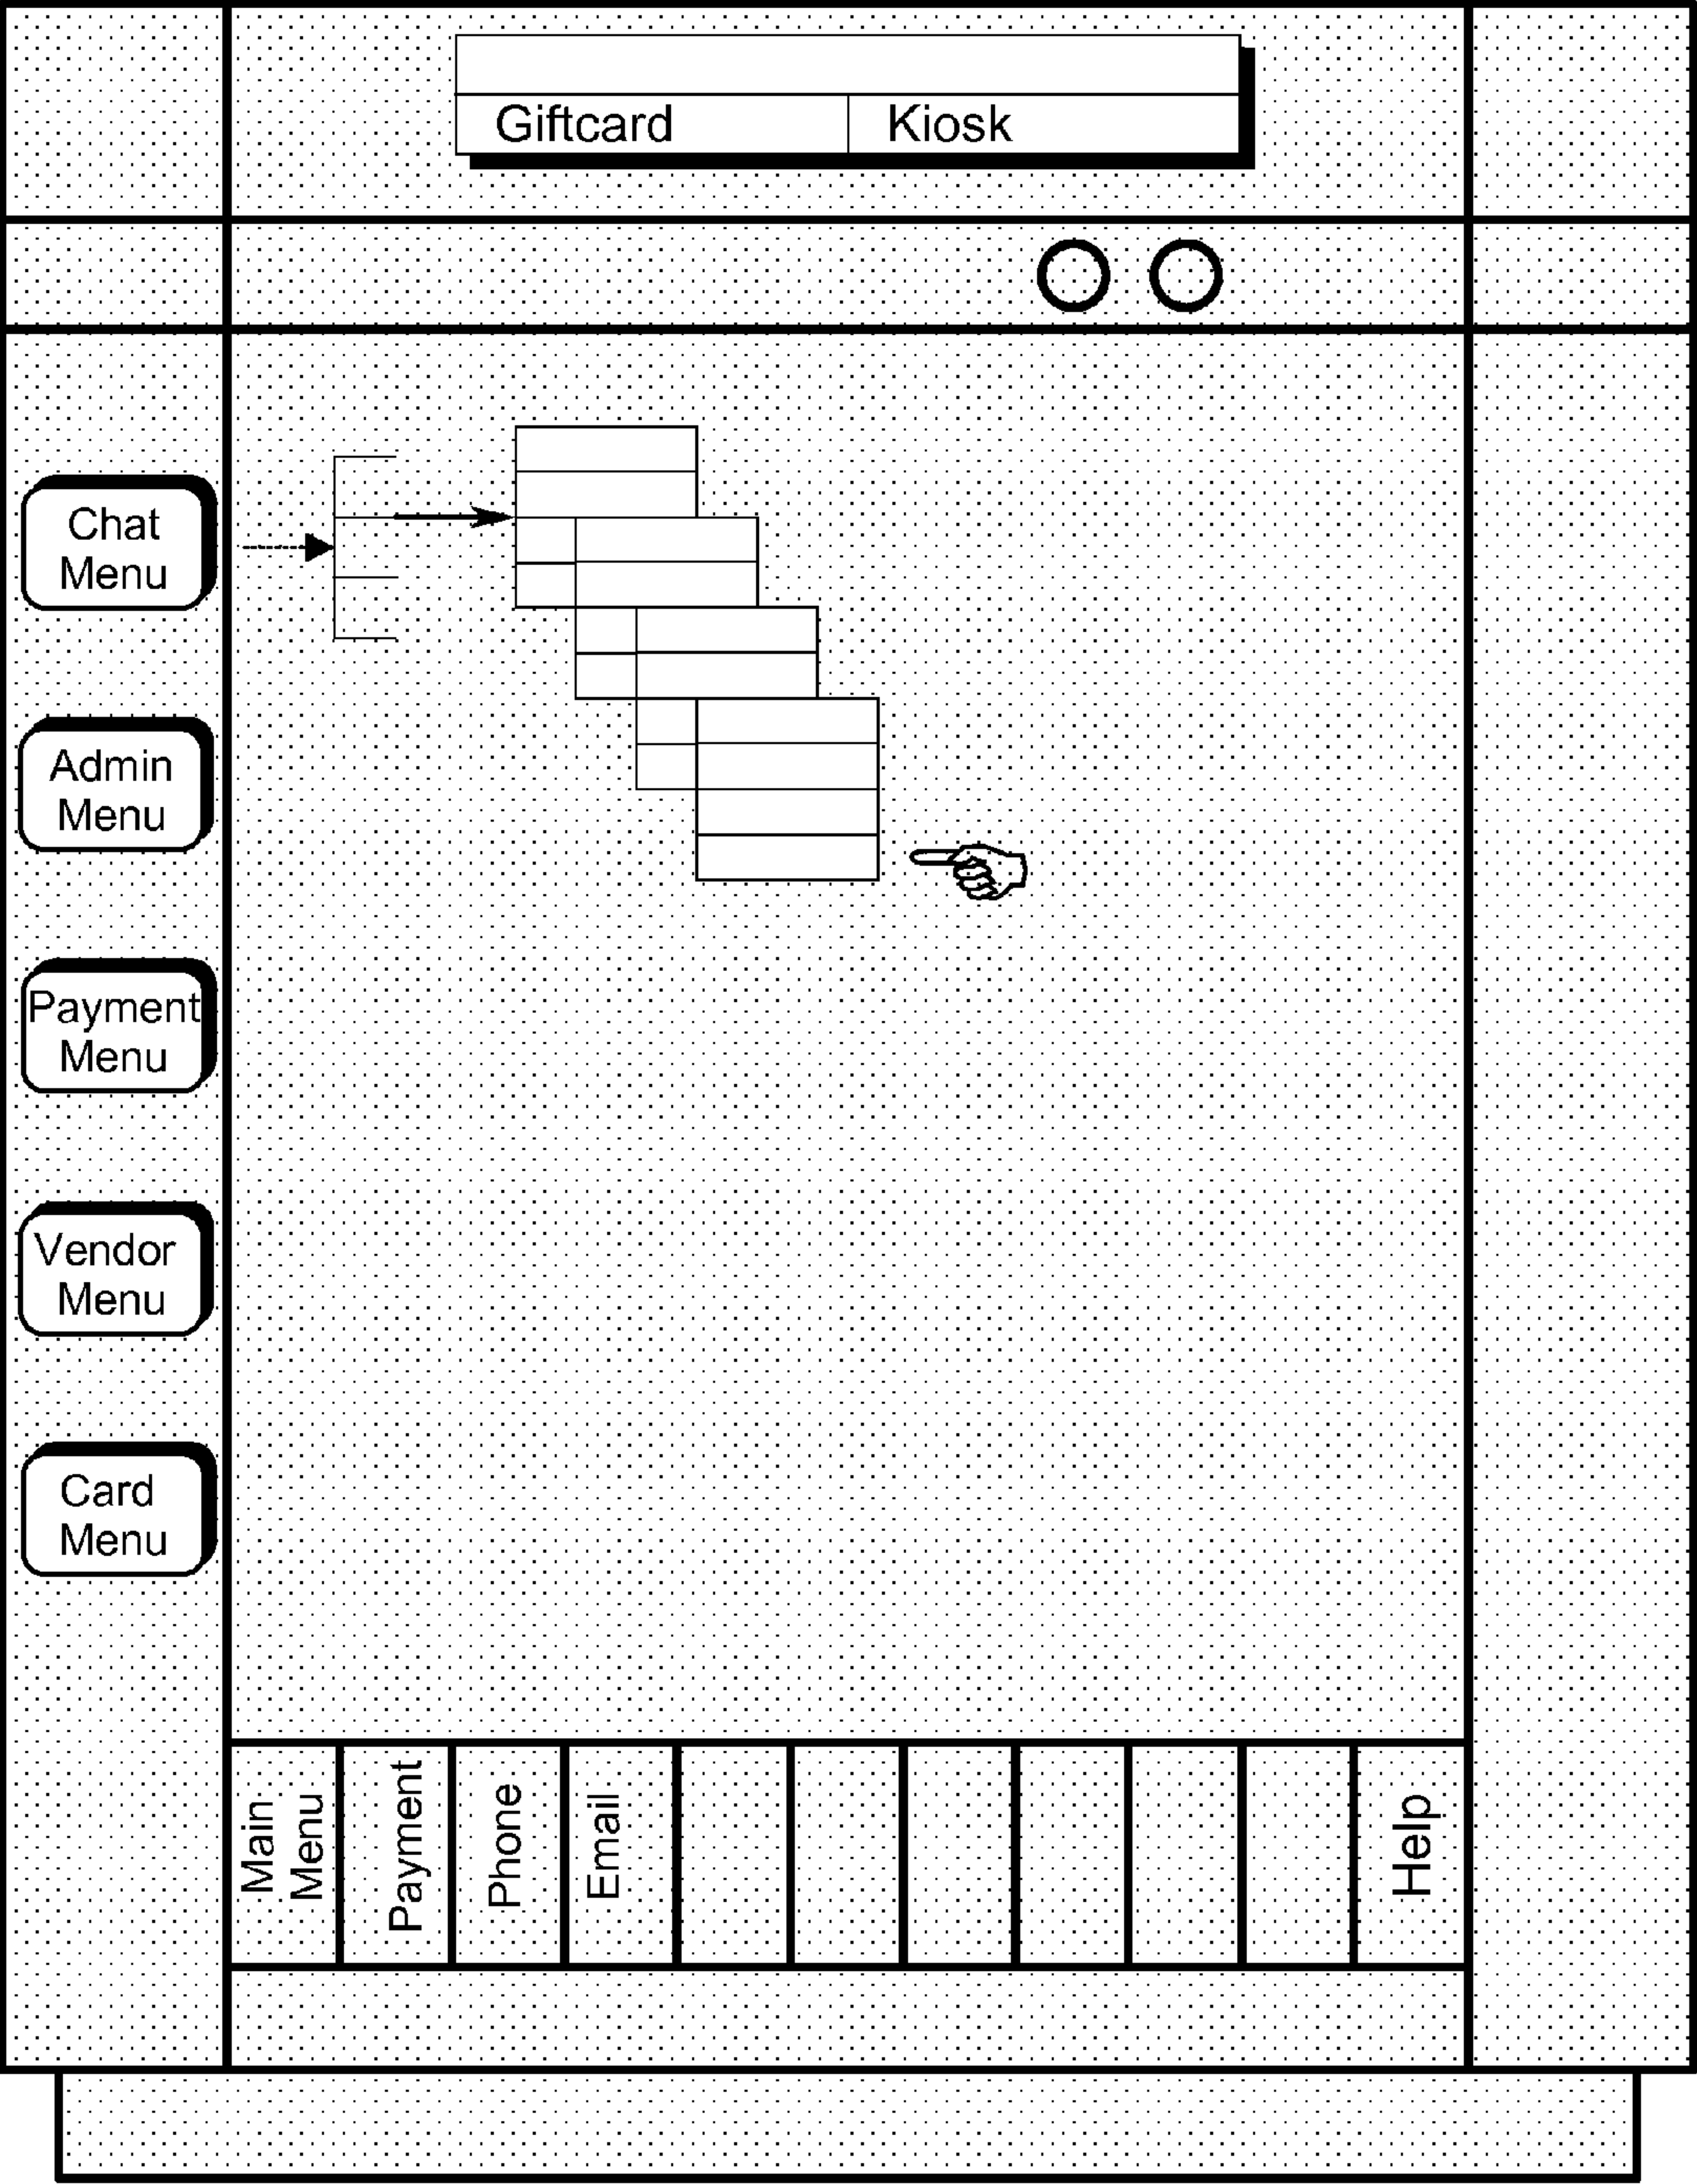 Giftcard Kiosk
Chat
Menu
Admin
Menu
Payment
Menu
Vendor
Menu
Card
Menu
Main
Menu
Payment
Phone
Email
Help